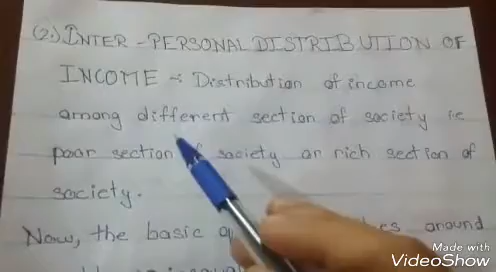 (2.) INTER-PERSONAL DISTRIBUTION OF
INCOME :- Distribution of income
among different section of society i.e
poor section society or rich section of
society.
Now, the basic around
Made with
VideoShow